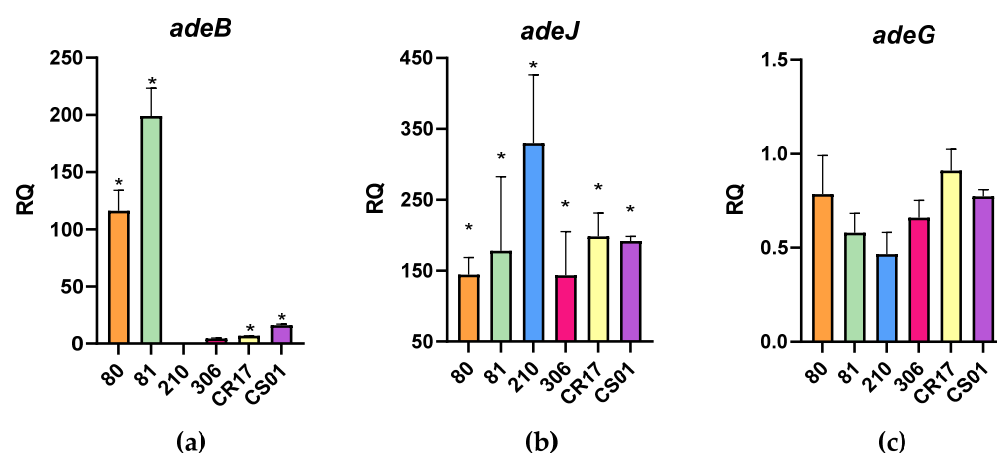 adeB
RQ
250
200
150
100
50
0
* * * *
80 81 210 306 CR17 CS01
(a)
adeJ
RQ
450
350
250
150
50
* * * * * *
80 81 210 306 CR17 CS01
(b)
adeG
RQ
1.5
1.0
0.5
0.0
80 81 210 306 CR17 CS01
(c)